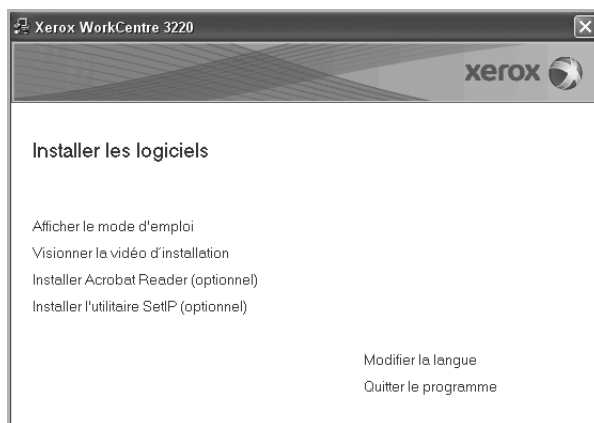 Xerox WorkCentre 3220
xerox
Installer les logiciels
Afficher le mode d'emploi
Visionner la vidéo d'installation
Installer Acrobat Reader (optionnel)
Installer l'utilitaire SetIP (optionnel)
Modifier la langue
Quitter le programme